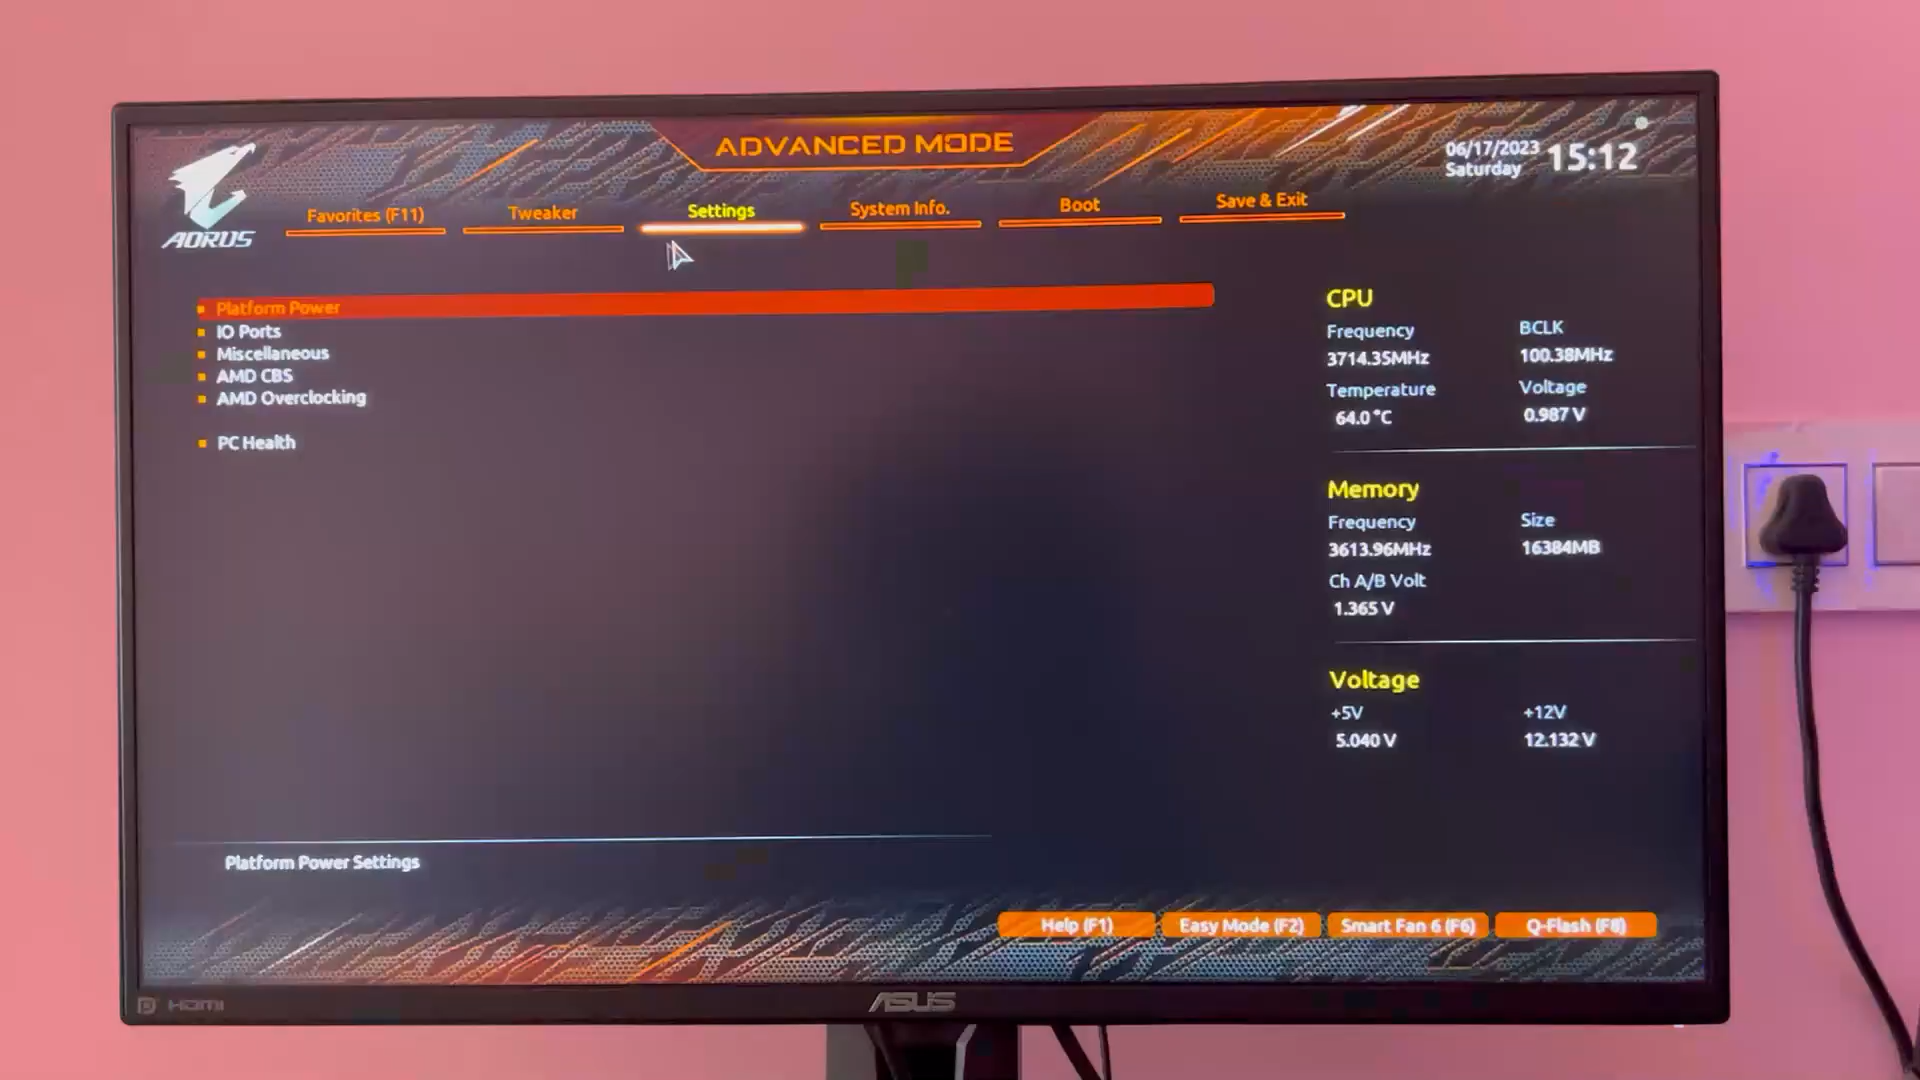 ADVANCED MODE
06/17/2023
Saturday
15:12
AORUS
Favorites (F11)
Tweaker
Settings
System Info.
Boot
Save & Exit
Platform Power
IO Ports
Miscellaneous
AMD CBS
AMD Overclocking
PC Health
CPU
Frequency BCLK
3714.35MHz 100.38MHz
Temperature Voltage
64.0 °C 0.987 V
Memory
Frequency Size
3613.96MHz 16384MB
Ch A/B Volt
1.365 V
Voltage
+5V +12V
5.040 V 12.132 V
Platform Power Settings
Help (F1)
Easy Mode (F2)
Smart Fan 6 (F6)
Q-Flash (F8)
HDMI
ASUS